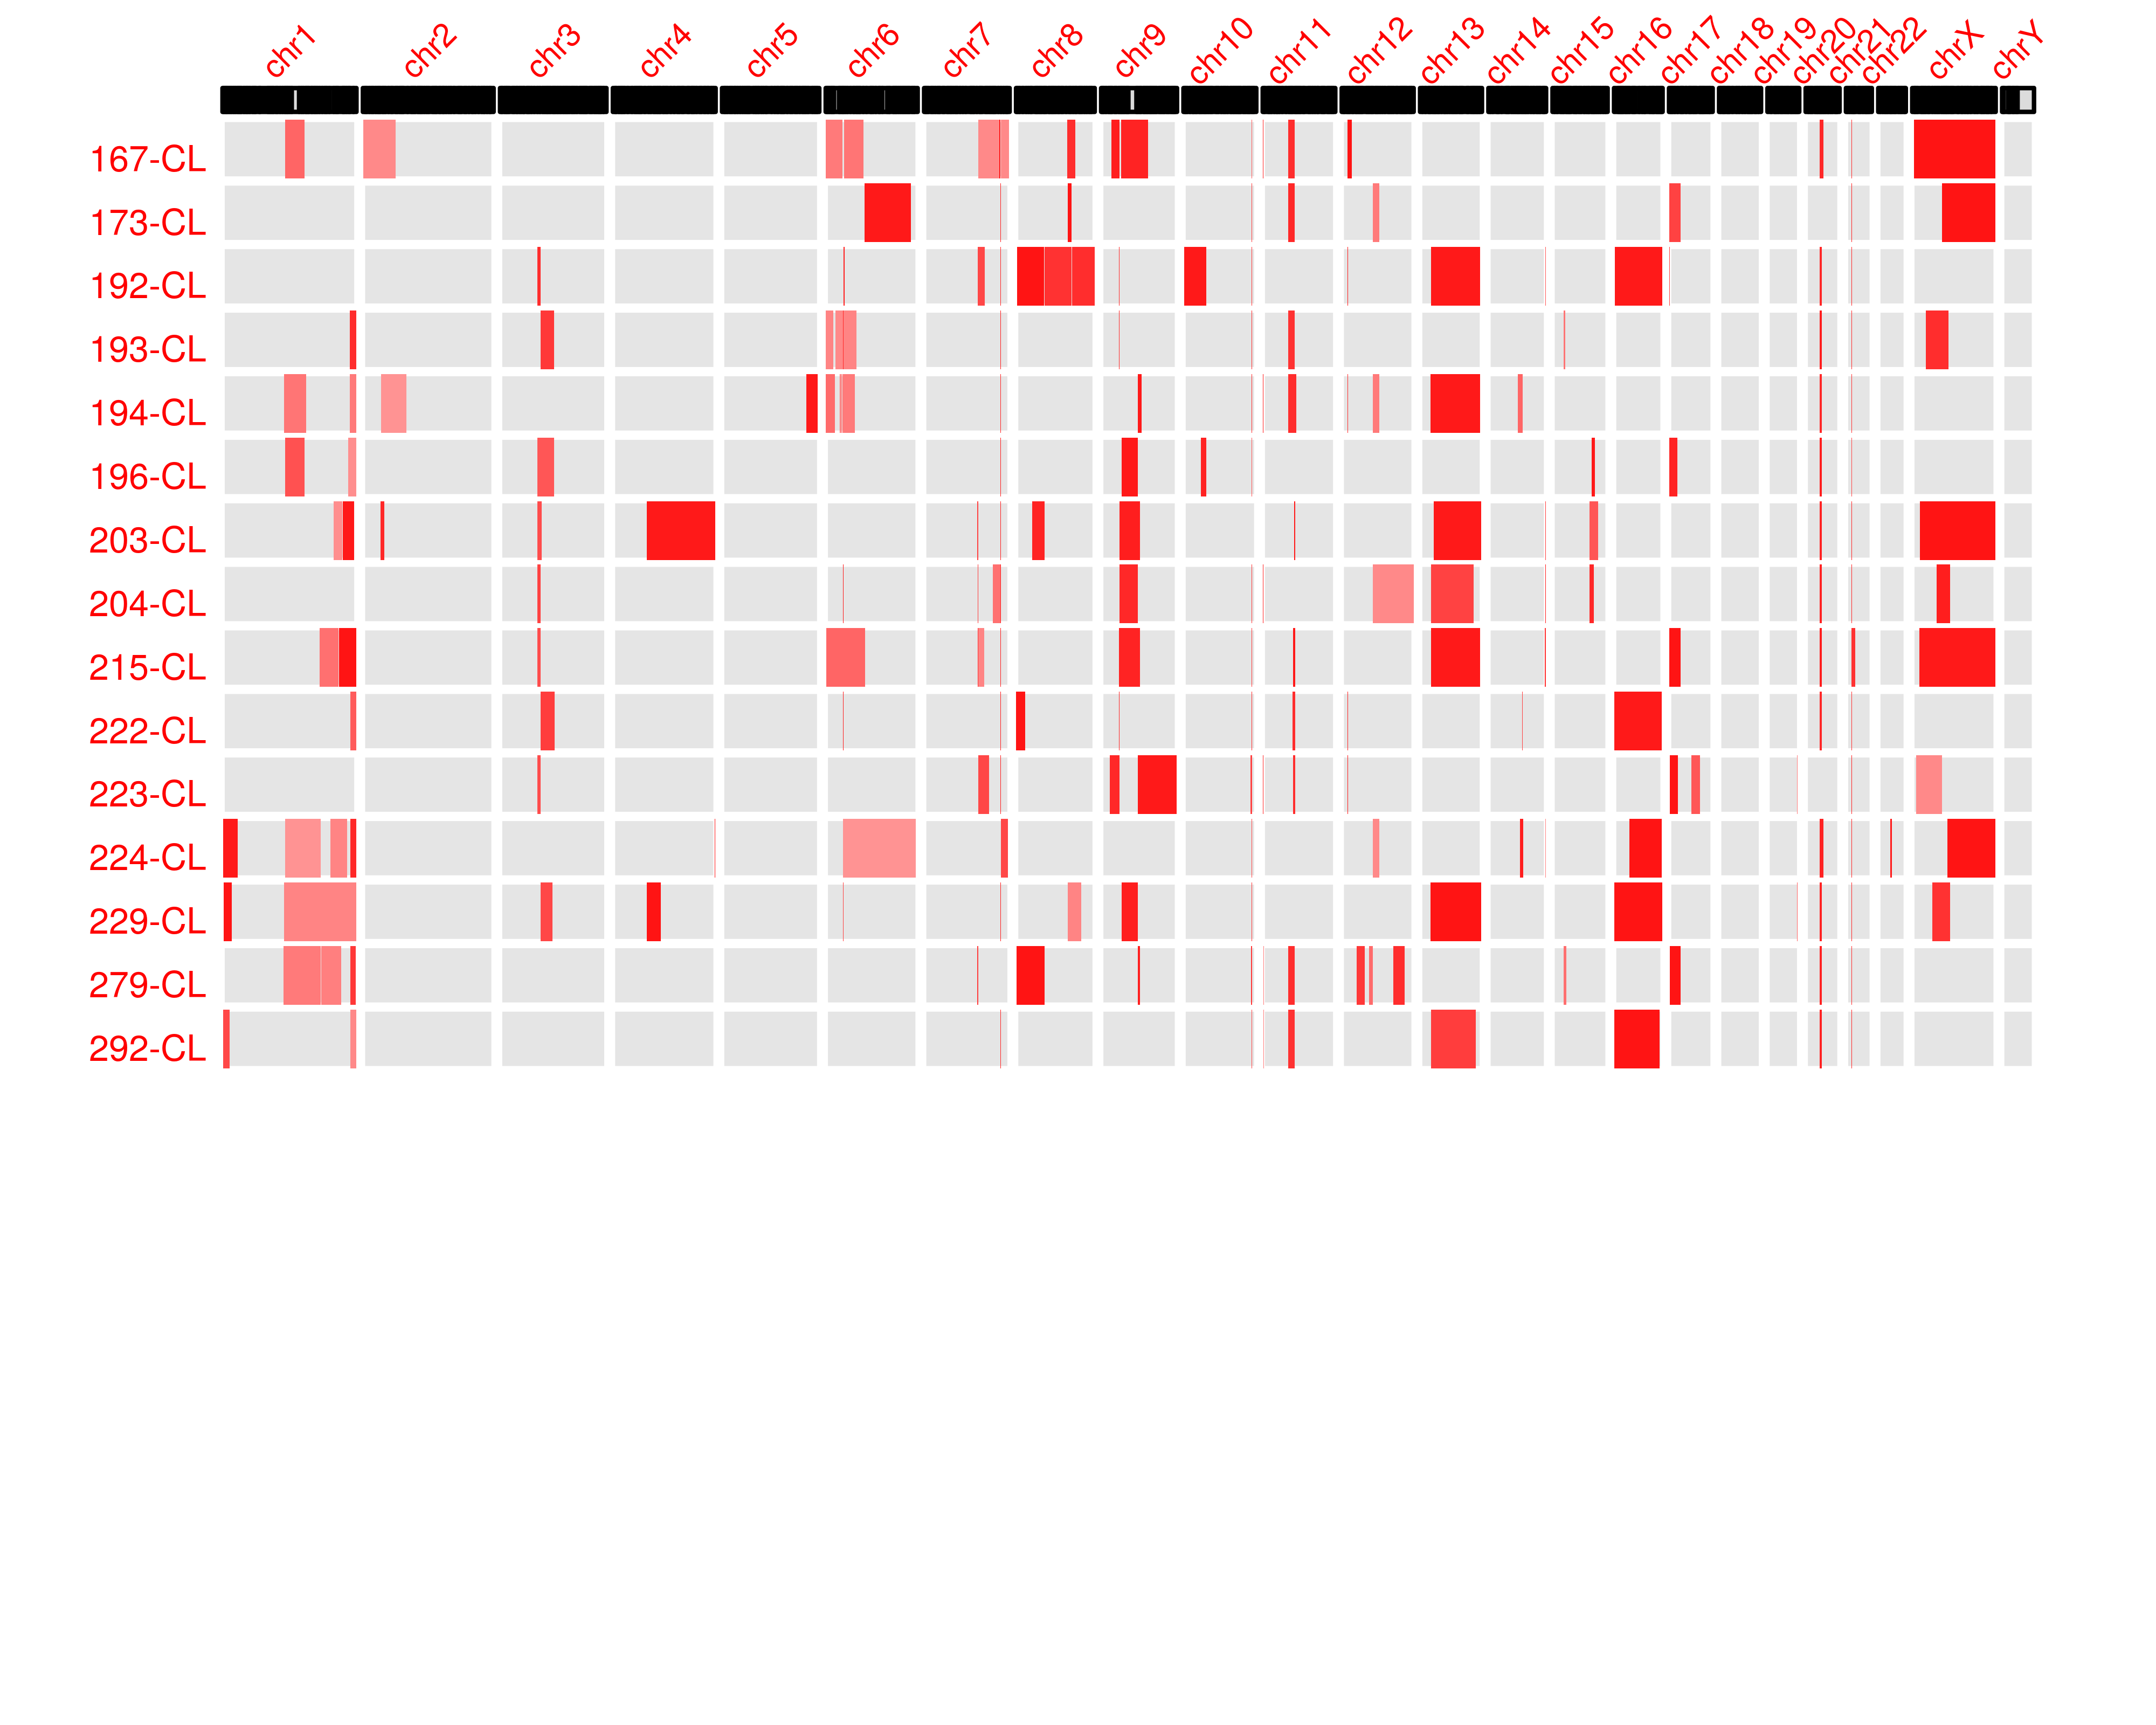 chr1 chr2 chr3 chr4 chr5 chr6 chr7 chr8 chr9 chr10 chr11 chr12 chr13 chr14 chr15 chr16 chr17 chr18 chr19 chr20 chr21 chr22 chrX chrY
167-CL
173-CL
192-CL
193-CL
194-CL
196-CL
203-CL
204-CL
215-CL
222-CL
223-CL
224-CL
229-CL
279-CL
292-CL